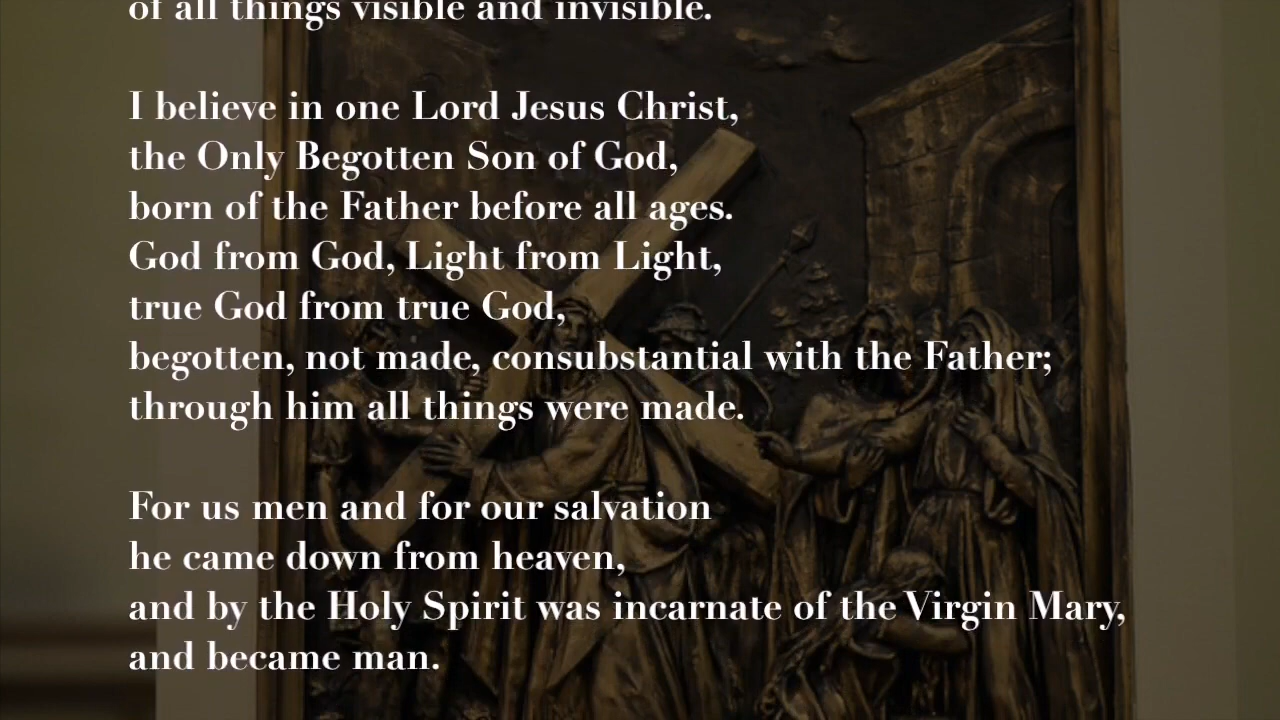 of all things visible and invisible.
I believe in one Lord Jesus Christ,
the Only Begotten Son of God,
born of the Father before all ages.
God from God, Light from Light,
true God from true God,
begotten, not made, consubstantial with the Father;
through him all things were made.
For us men and for our salvation
he came down from heaven,
and by the Holy Spirit was incarnate of the Virgin Mary,
and became man.